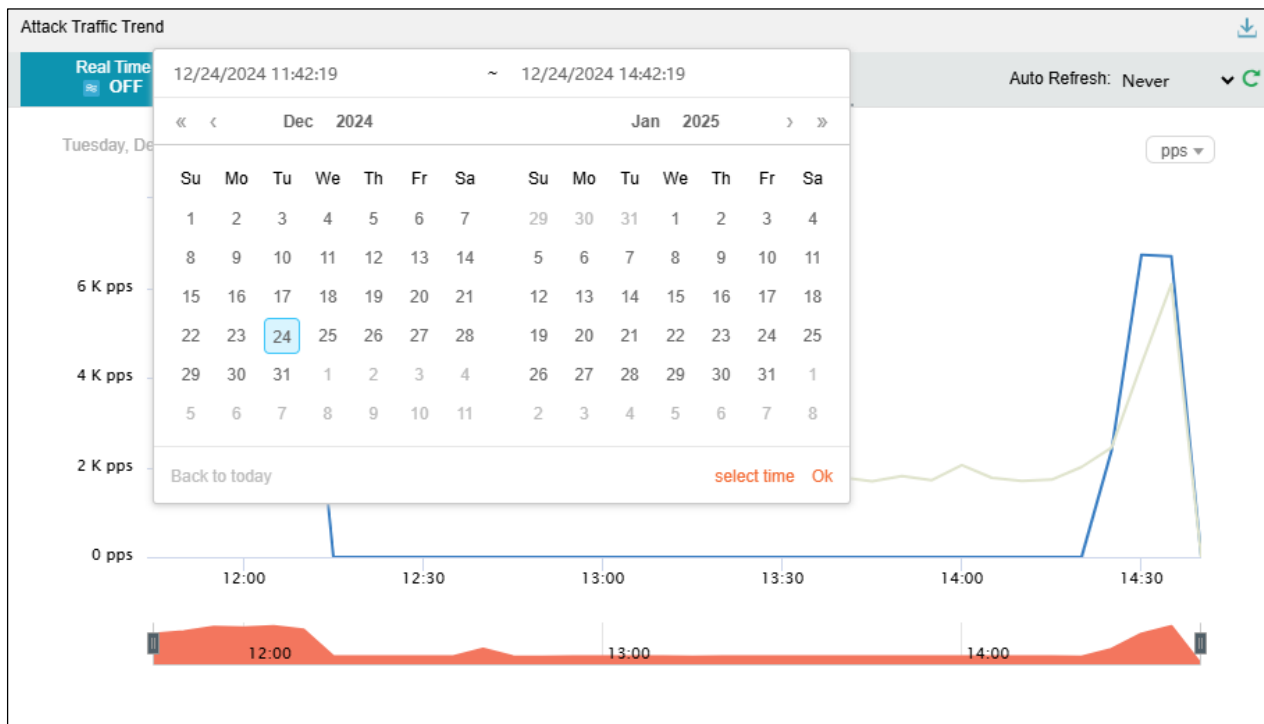 Attack Traffic Trend
Real Time
OFF
12/24/2024 11:42:19 ~ 12/24/2024 14:42:19
Auto Refresh: Never
« ‹ Dec 2024 Jan 2025 › »
Tuesday, De
pps
Su Mo Tu We Th Fr Sa Su Mo Tu We Th Fr Sa
1 2 3 4 5 6 7 29 30 31 1 2 3 4
8 9 10 11 12 13 14 5 6 7 8 9 10 11
6 K pps
15 16 17 18 19 20 21 12 13 14 15 16 17 18
22 23 24 25 26 27 28 19 20 21 22 23 24 25
4 K pps
29 30 31 1 2 3 4 26 27 28 29 30 31 1
5 6 7 8 9 10 11 2 3 4 5 6 7 8
2 K pps
Back to today select time Ok
0 pps
12:00 12:30 13:00 13:30 14:00 14:30
12:00 13:00 14:00